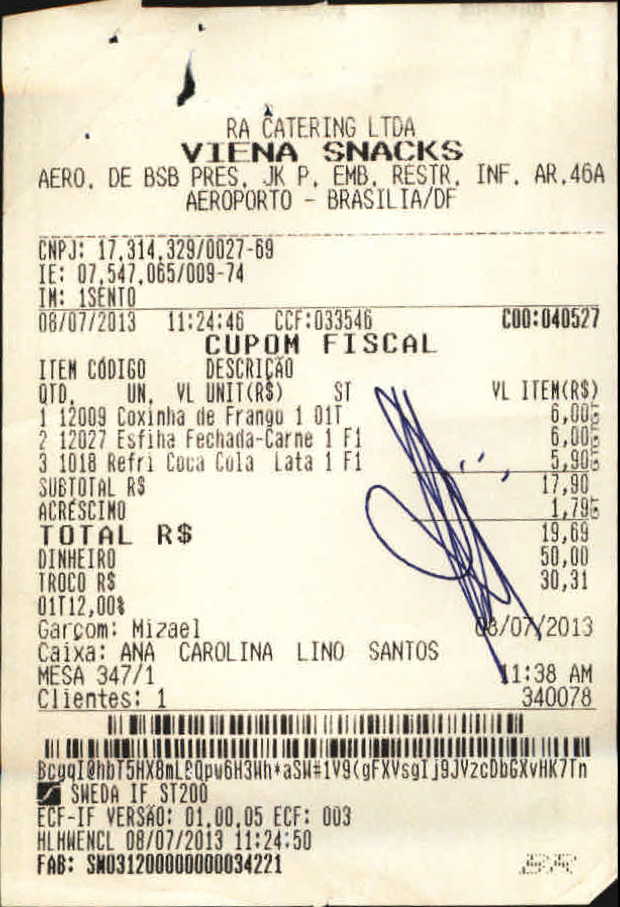 RA CATERING LTDA
VIENA SNACKS
AERO. DE BSB PRES. JK P. EMB. RESTR. INF. AR.46A
AEROPORTO - BRASILIA/DF
CNPJ: 17.314.329/0027-69
IE: 07.547.065/009-74
IM: ISENTO
08/07/2013 11:24:46 CCF:033546 COO:040527
CUPOM FISCAL
ITEM CÓDIGO DESCRIÇÃO
QTD. UN. VL UNIT(R$) ST VL ITEM(R$)
1 12009 Coxinha de Frango 1 01T 6,00
2 12027 Esfiha Fechada-Carne 1 F1 6,00
3 1018 Refri Coca Cola Lata 1 F1 5,90
SUBTOTAL R$ 17,90
ACRÉSCIMO 1,79
TOTAL R$ 19,69
DINHEIRO 50,00
TROCO R$ 30,31
01T12,00%
Garçom: Mizael 08/07/2013
Caixa: ANA CAROLINA LINO SANTOS
MESA 347/1 11:38 AM
Clientes: 1 340078
SWEDA IF ST200
ECF-IF VERSÃO: 01.00.05 ECF: 003
HLHWENCL 08/07/2013 11:24:50
FAB: SW031200000000034221